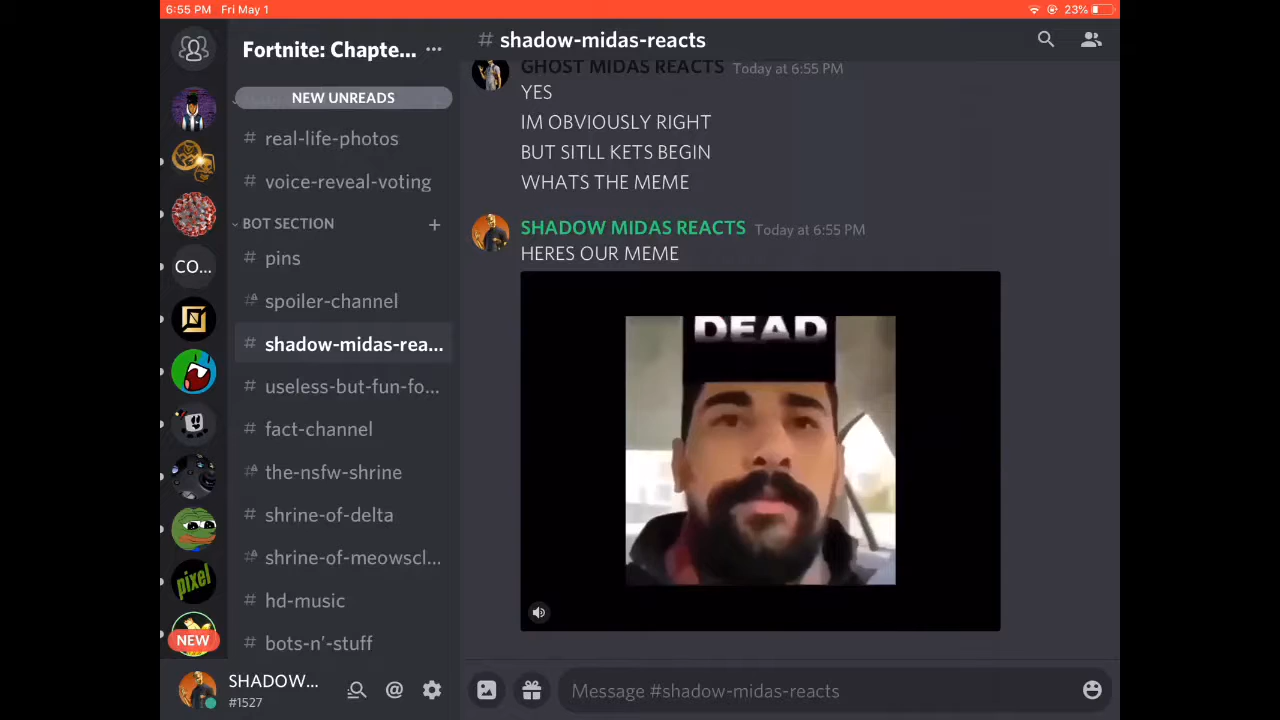 6:55 PM Fri May 1
23%
Fortnite: Chapte...
NEW UNREADS
# real-life-photos
# voice-reveal-voting
BOT SECTION
# pins
# spoiler-channel
# shadow-midas-rea...
# useless-but-fun-fo...
# fact-channel
# the-nsfw-shrine
# shrine-of-delta
# shrine-of-meowscl...
# hd-music
# bots-n'-stuff
CO...
pixel
NEW
SHADOW...
#1527
# shadow-midas-reacts
GHOST MIDAS REACTS Today at 6:55 PM
YES
IM OBVIOUSLY RIGHT
BUT SITLL KETS BEGIN
WHATS THE MEME
SHADOW MIDAS REACTS Today at 6:55 PM
HERES OUR MEME
DEAD
Message #shadow-midas-reacts